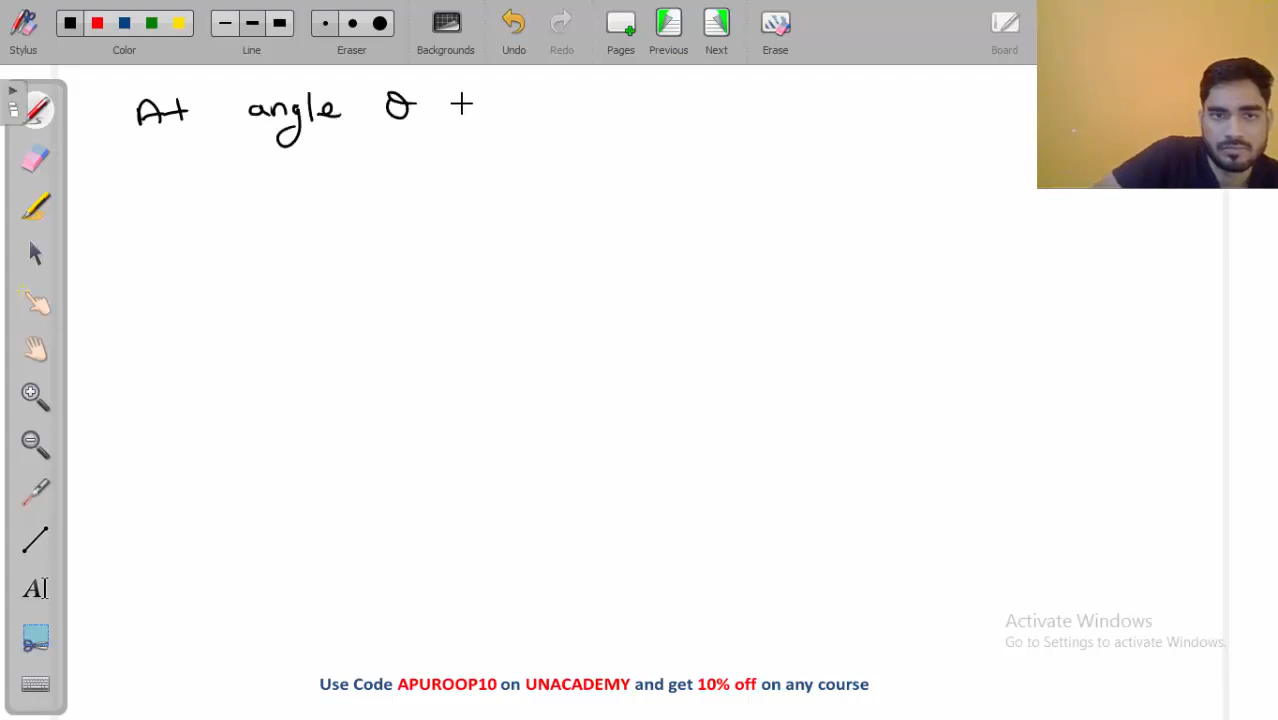 Stylus Color Line Eraser Backgrounds Undo Redo Pages Previous Next Erase Board
At angle θ +
Activate Windows
Go to Settings to activate Windows.
Use Code APUROOP10 on UNACADEMY and get 10% off on any course